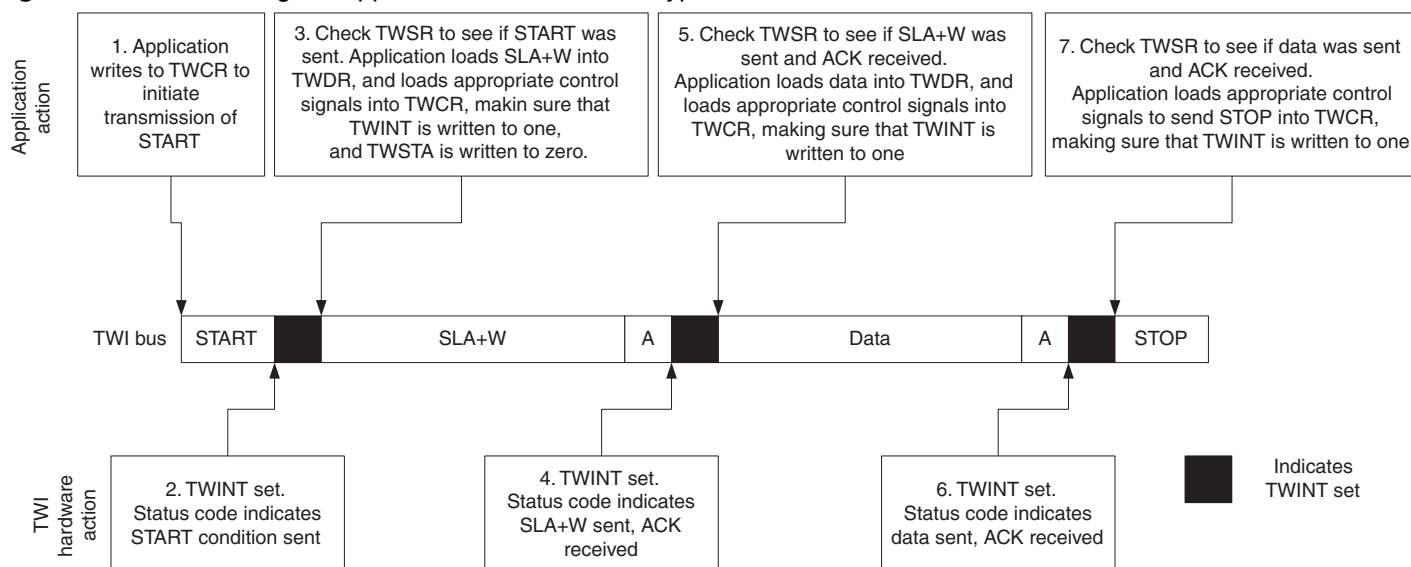 1. Application
writes to TWCR to
initiate
transmission of
START
3. Check TWSR to see if START was
sent. Application loads SLA+W into
TWDR, and loads appropriate control
signals into TWCR, makin sure that
TWINT is written to one,
and TWSTA is written to zero.
5. Check TWSR to see if SLA+W was
sent and ACK received.
Application loads data into TWDR, and
loads appropriate control signals into
TWCR, making sure that TWINT is
written to one
7. Check TWSR to see if data was sent
and ACK received.
Application loads appropriate control
signals to send STOP into TWCR,
making sure that TWINT is written to one
Application
action
TWI bus
START
SLA+W
A
Data
A
STOP
TWI
hardware
action
2. TWINT set.
Status code indicates
START condition sent
4. TWINT set.
Status code indicates
SLA+W sent, ACK
received
6. TWINT set.
Status code indicates
data sent, ACK received
Indicates
TWINT set